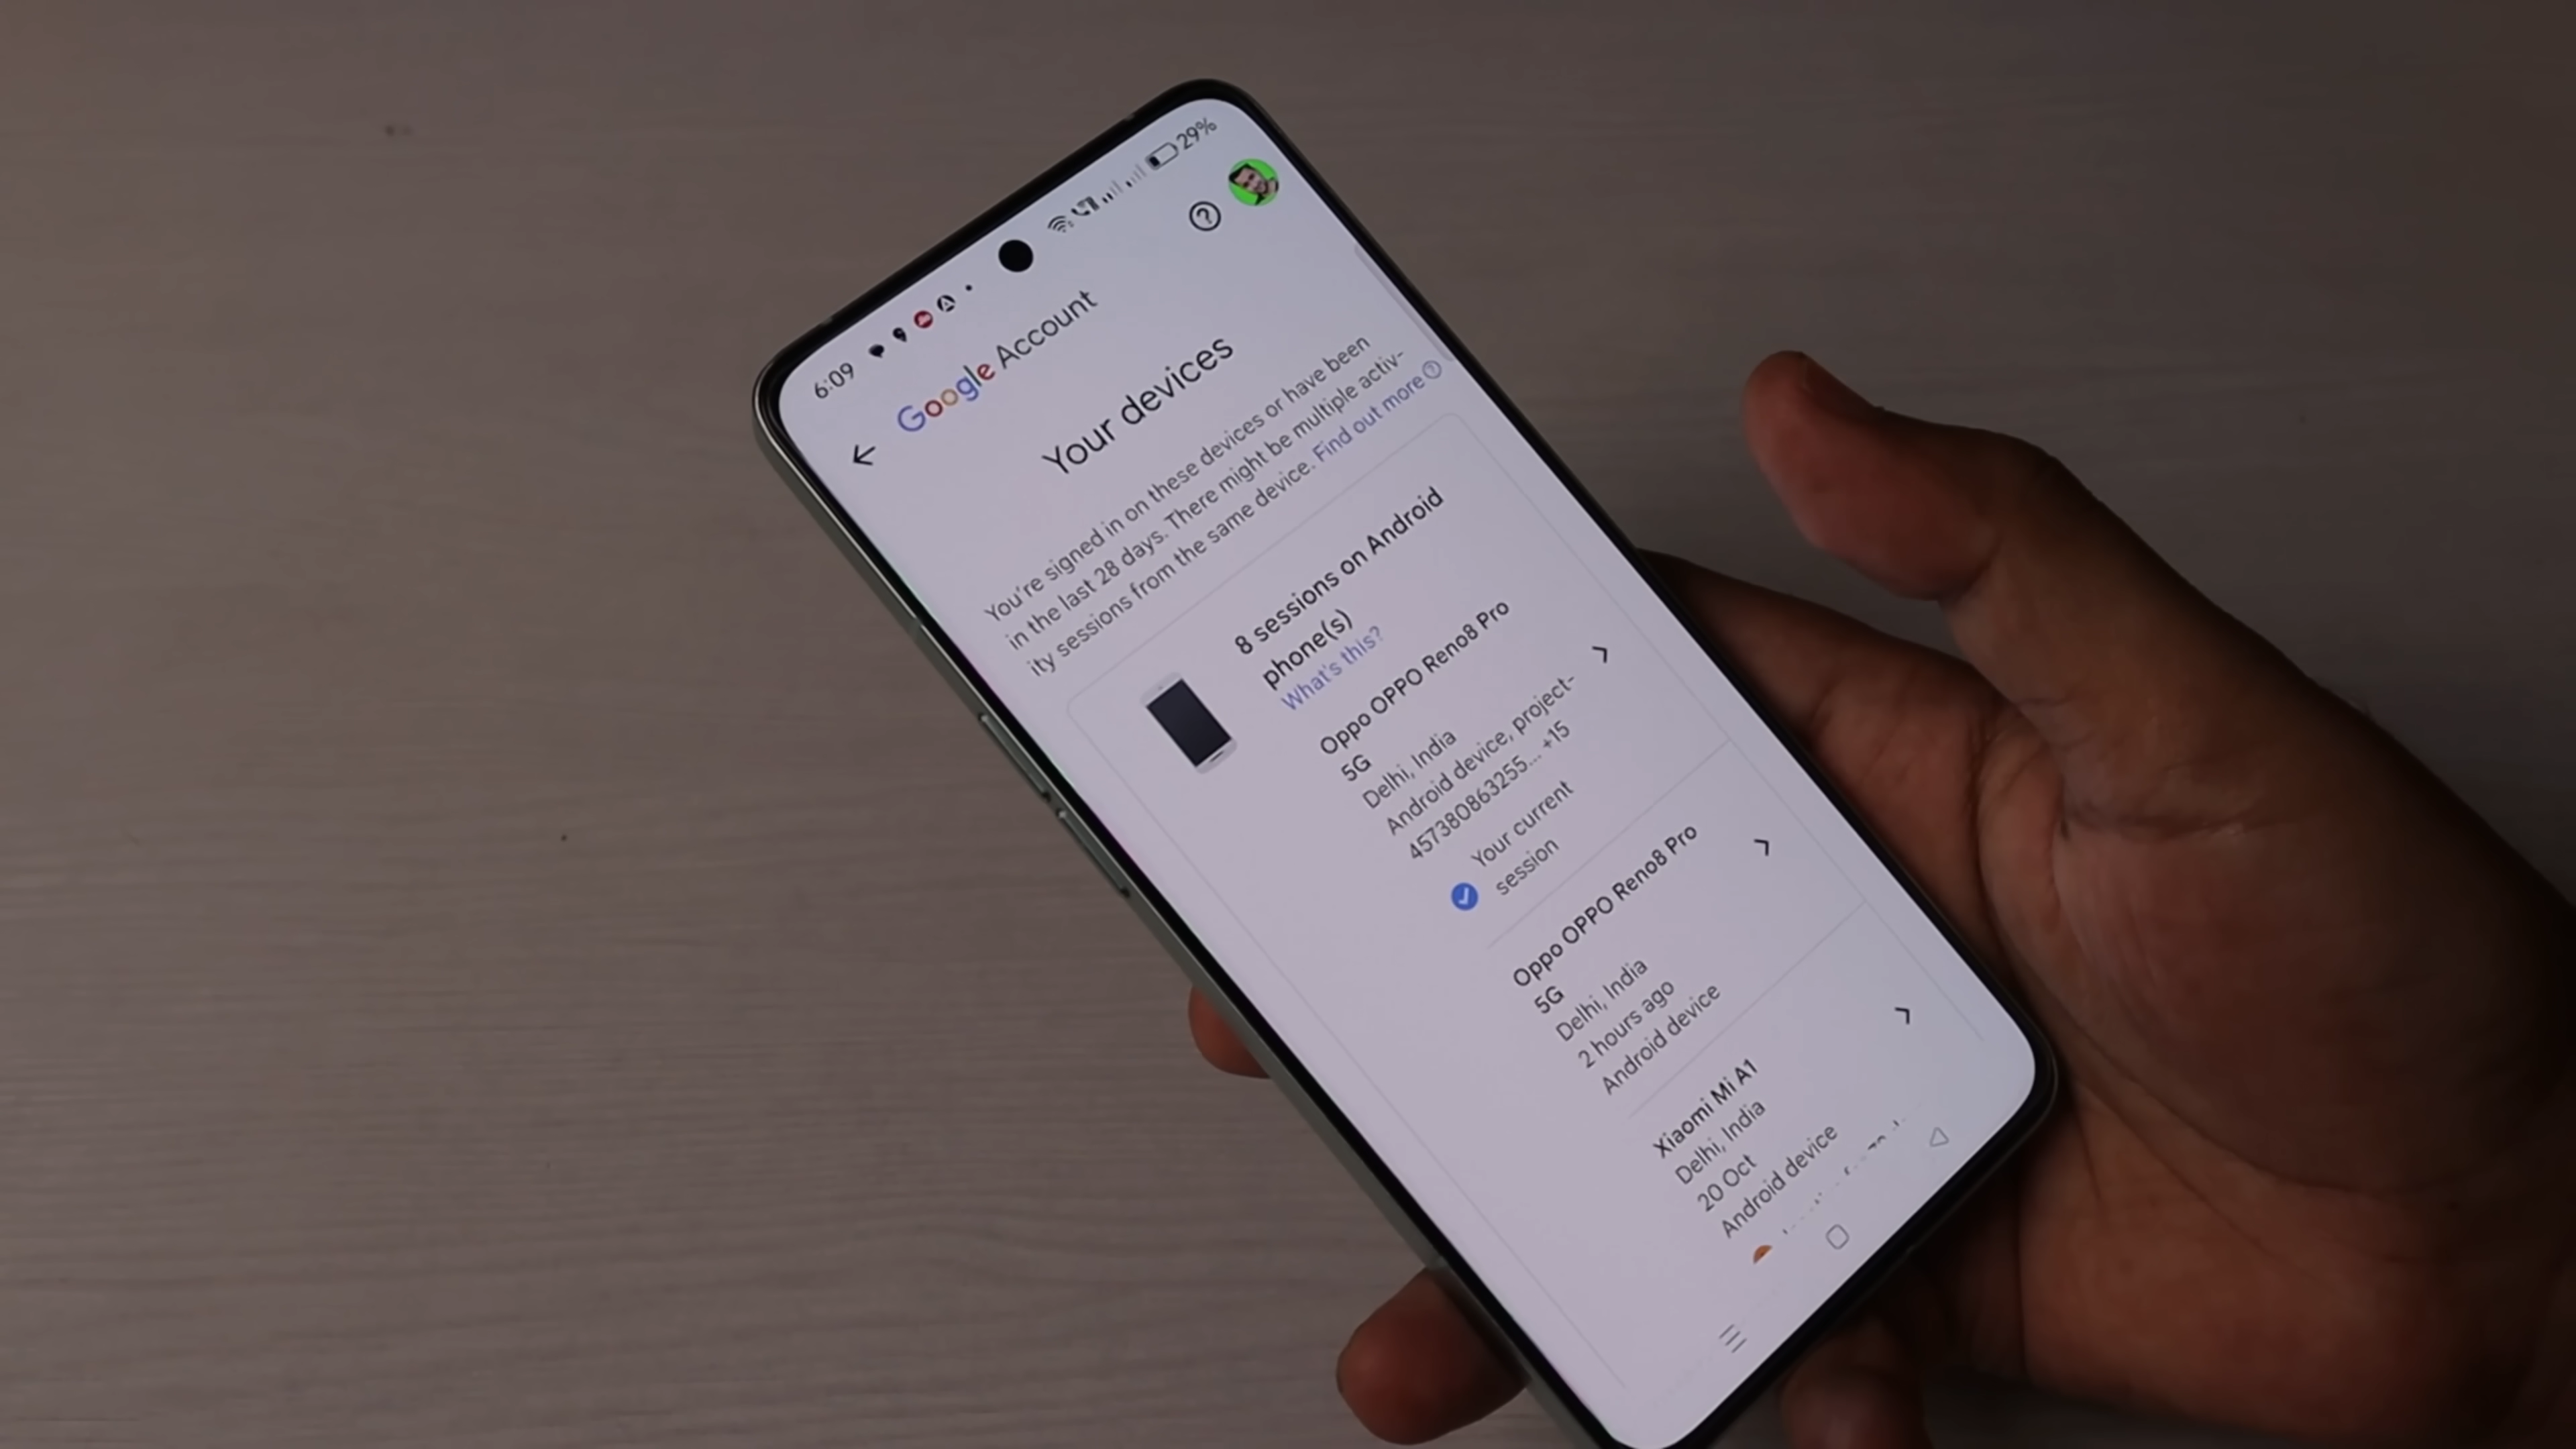 6:09
29%
Google Account
Your devices
You're signed in on these devices or have been
in the last 28 days. There might be multiple activ-
ity sessions from the same device. Find out more
8 sessions on Android
phone(s)
What's this?
Oppo OPPO Reno8 Pro
5G
Delhi, India
Android device, project-
457380863255... +15
Your current
session
Oppo OPPO Reno8 Pro
5G
Delhi, India
2 hours ago
Android device
Xiaomi Mi A1
Delhi, India
20 Oct
Android device